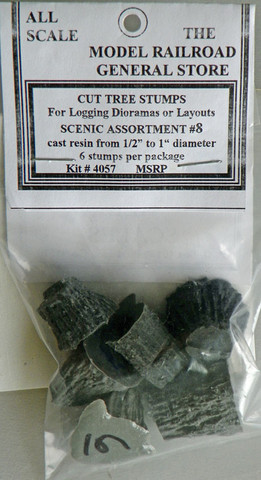 ALL SCALE
THE MODEL RAILROAD GENERAL STORE
CUT TREE STUMPS
For Logging Dioramas or Layouts
SCENIC ASSORTMENT #8
cast resin from 1/2” to 1“ diameter
6 stumps per package
Kit # 4057 MSRP